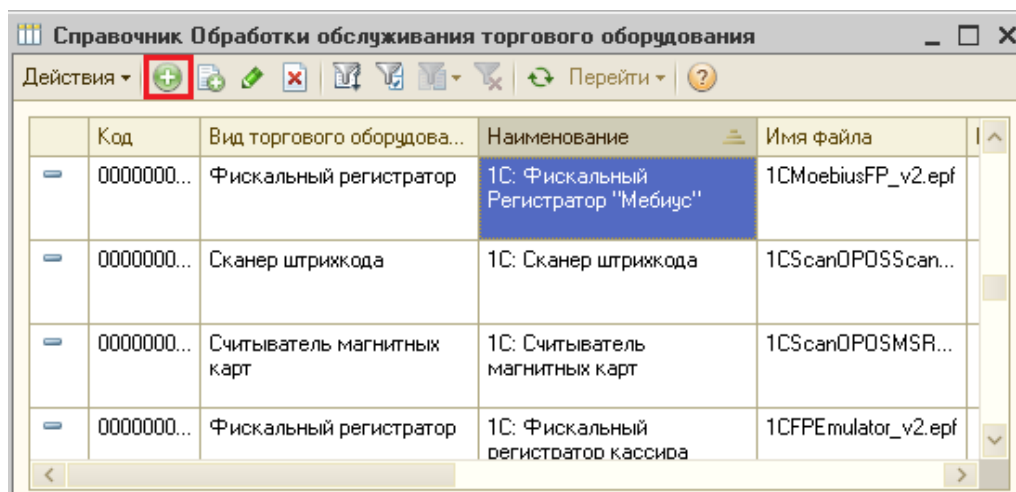 Справочник Обработки обслуживания торгового оборудования
Действия Перейти
Код Вид торгового оборудова... Наименование Имя файла
0000000... Фискальный регистратор 1С: Фискальный Регистратор "Мебиус" 1CMoebiusFP_v2.epf
0000000... Сканер штрихкода 1С: Сканер штрихкода 1CScanOPOSScan...
0000000... Считыватель магнитных карт 1С: Считыватель магнитных карт 1CScanOPOSMSR...
0000000... Фискальный регистратор 1С: Фискальный регистратор кассира 1CFPEmulator_v2.epf